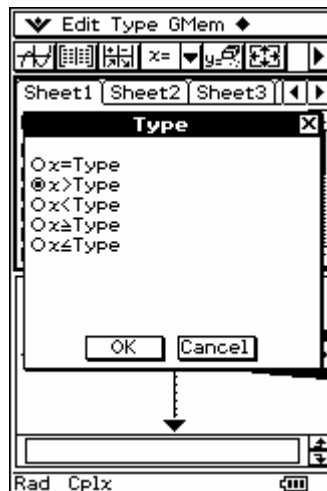 Edit Type GMem
x= y=
Sheet1 Sheet2 Sheet3
Type
x=Type
x>Type
x<Type
x≥Type
x≤Type
OK Cancel
Rad Cplx